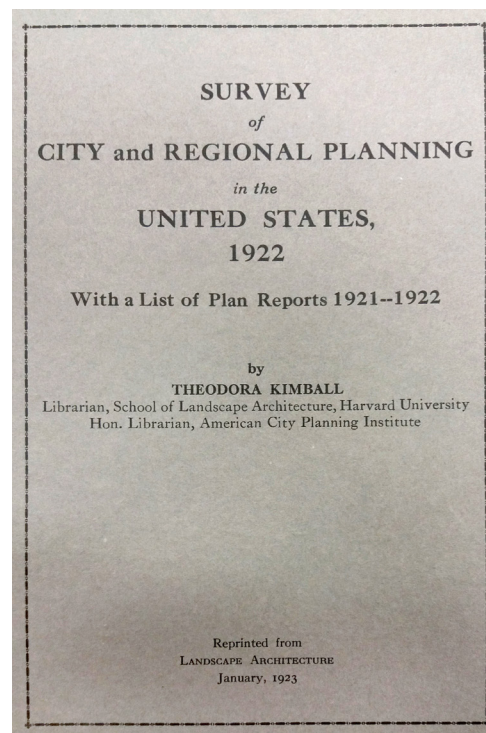 SURVEY
of
CITY and REGIONAL PLANNING
in the
UNITED STATES,
1922
With a List of Plan Reports 1921--1922
by
THEODORA KIMBALL
Librarian, School of Landscape Architecture, Harvard University
Hon. Librarian, American City Planning Institute
Reprinted from
LANDSCAPE ARCHITECTURE
January, 1923